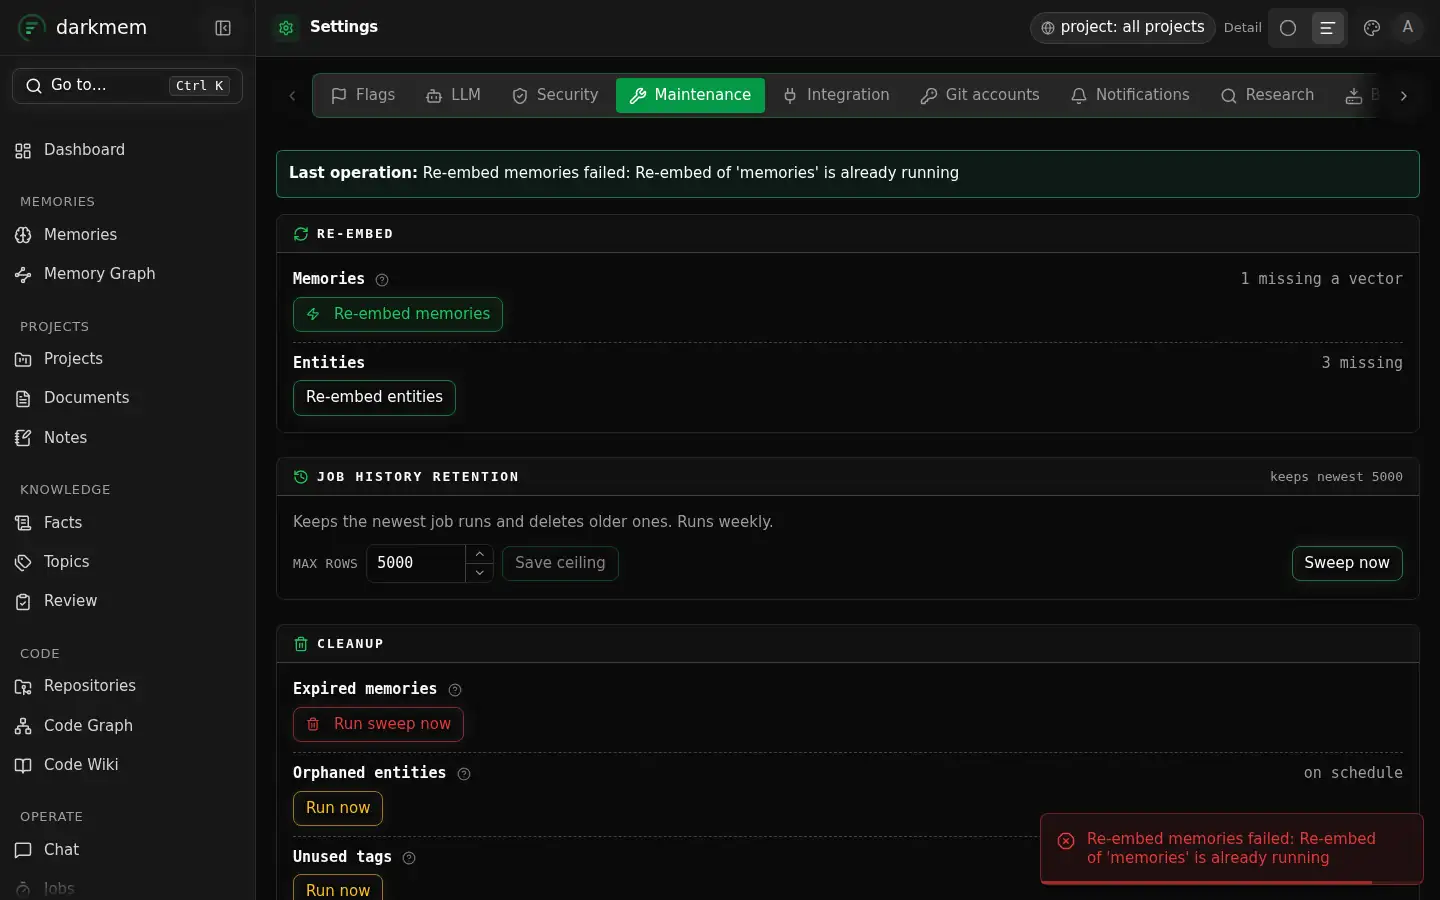 darkmem
Settings
project: all projects
Detail
A
Go to...
Ctrl K
Flags
LLM
Security
Maintenance
Integration
Git accounts
Notifications
Research
B
Dashboard
MEMORIES
Memories
Memory Graph
PROJECTS
Projects
Documents
Notes
KNOWLEDGE
Facts
Topics
Review
CODE
Repositories
Code Graph
Code Wiki
OPERATE
Chat
Jobs
Last operation: Re-embed memories failed: Re-embed of 'memories' is already running
RE-EMBED
Memories
1 missing a vector
Re-embed memories
Entities
3 missing
Re-embed entities
JOB HISTORY RETENTION
keeps newest 5000
Keeps the newest job runs and deletes older ones. Runs weekly.
MAX ROWS
5000
Save ceiling
Sweep now
CLEANUP
Expired memories
Run sweep now
Orphaned entities
on schedule
Run now
Unused tags
Run now
Re-embed memories failed: Re-embed
of 'memories' is already running